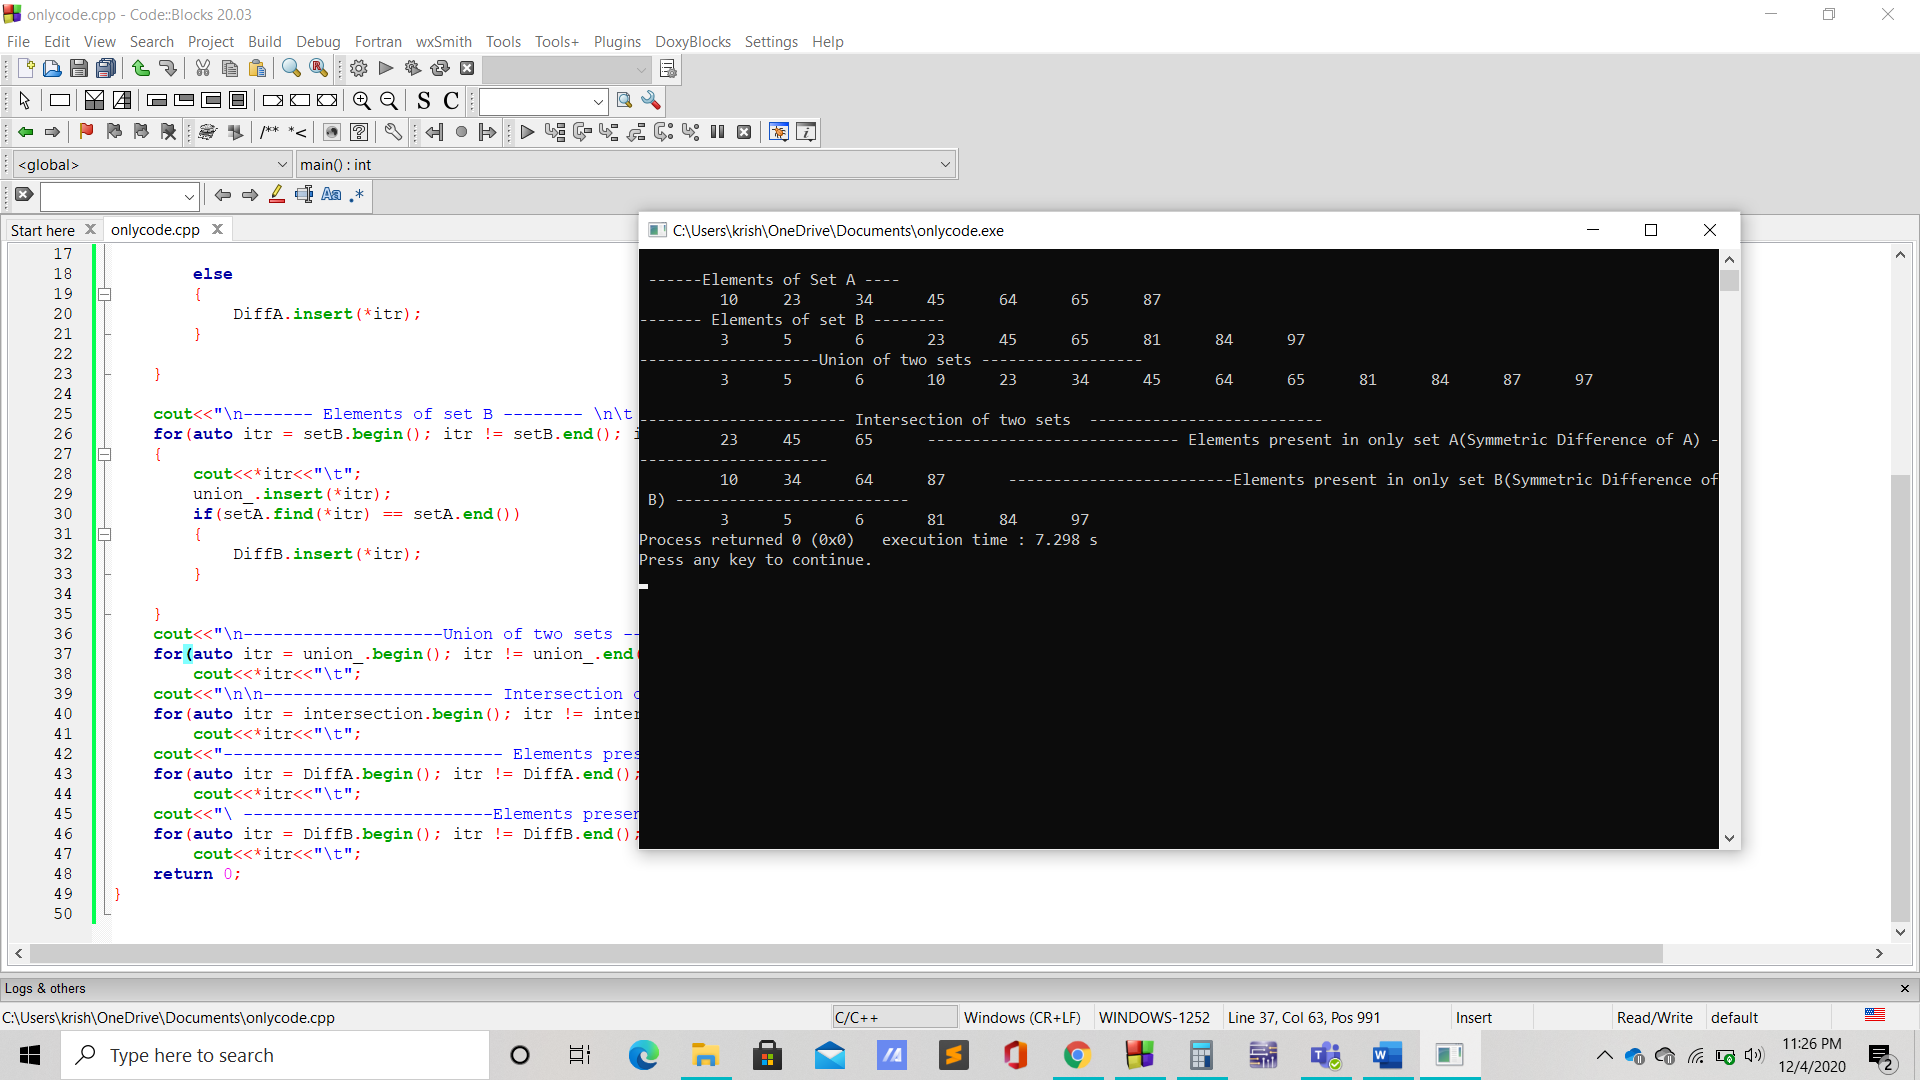 onlycode.cpp - Code::Blocks 20.03
File Edit View Search Project Build Debug Fortran wxSmith Tools Tools+ Plugins DoxyBlocks Settings Help
S C
/** *<
<global> main() : int
Aa .*
Start here onlycode.cpp
C:\Users\krish\OneDrive\Documents\onlycode.exe
17
18 else
19 {
20 DiffA.insert(*itr);
21 }
22
23 }
24
25 cout<<"\n------- Elements of set B -------- \n\t
26 for(auto itr = setB.begin(); itr != setB.end(); i
27 {
28 cout<<*itr<<"\t";
29 union_.insert(*itr);
30 if(setA.find(*itr) == setA.end())
31 {
32 DiffB.insert(*itr);
33 }
34
35 }
36 cout<<"\n--------------------Union of two sets --
37 for(auto itr = union_.begin(); itr != union_.end(
38 cout<<*itr<<"\t";
39 cout<<"\n\n----------------------- Intersection o
40 for(auto itr = intersection.begin(); itr != inter
41 cout<<*itr<<"\t";
42 cout<<"---------------------------- Elements pres
43 for(auto itr = DiffA.begin(); itr != DiffA.end();
44 cout<<*itr<<"\t";
45 cout<<"\ -------------------------Elements presen
46 for(auto itr = DiffB.begin(); itr != DiffB.end();
47 cout<<*itr<<"\t";
48 return 0;
49 }
50
------Elements of Set A ----
10 23 34 45 64 65 87
------- Elements of set B --------
3 5 6 23 45 65 81 84 97
--------------------Union of two sets ------------------
3 5 6 10 23 34 45 64 65 81 84 87 97
----------------------- Intersection of two sets --------------------------
23 45 65 ---------------------------- Elements present in only set A(Symmetric Difference of A) -
---------------------
10 34 64 87 -------------------------Elements present in only set B(Symmetric Difference of
B) --------------------------
3 5 6 81 84 97
Process returned 0 (0x0) execution time : 7.298 s
Press any key to continue.
Logs & others
C:\Users\krish\OneDrive\Documents\onlycode.cpp C/C++ Windows (CR+LF) WINDOWS-1252 Line 37, Col 63, Pos 991 Insert Read/Write default
Type here to search
11:26 PM
12/4/2020
2